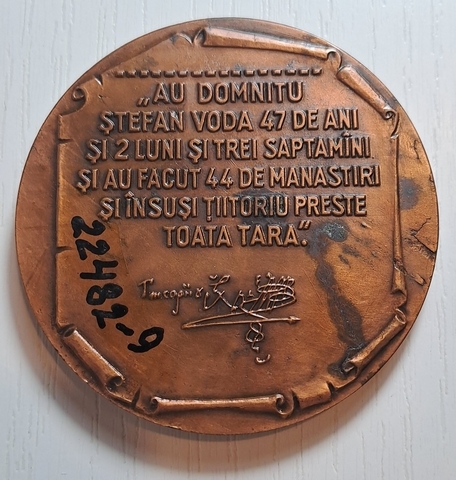 „AU DOMNITU
ŞTEFAN VODA 47 DE ANI
ŞI 2 LUNI ŞI TREI SAPTAMÎNI
ŞI AU FACUT 44 DE MANASTIRI
ŞI ÎNSUŞI ŢIITORIU PRESTE
TOATA TARA”.
22482-9